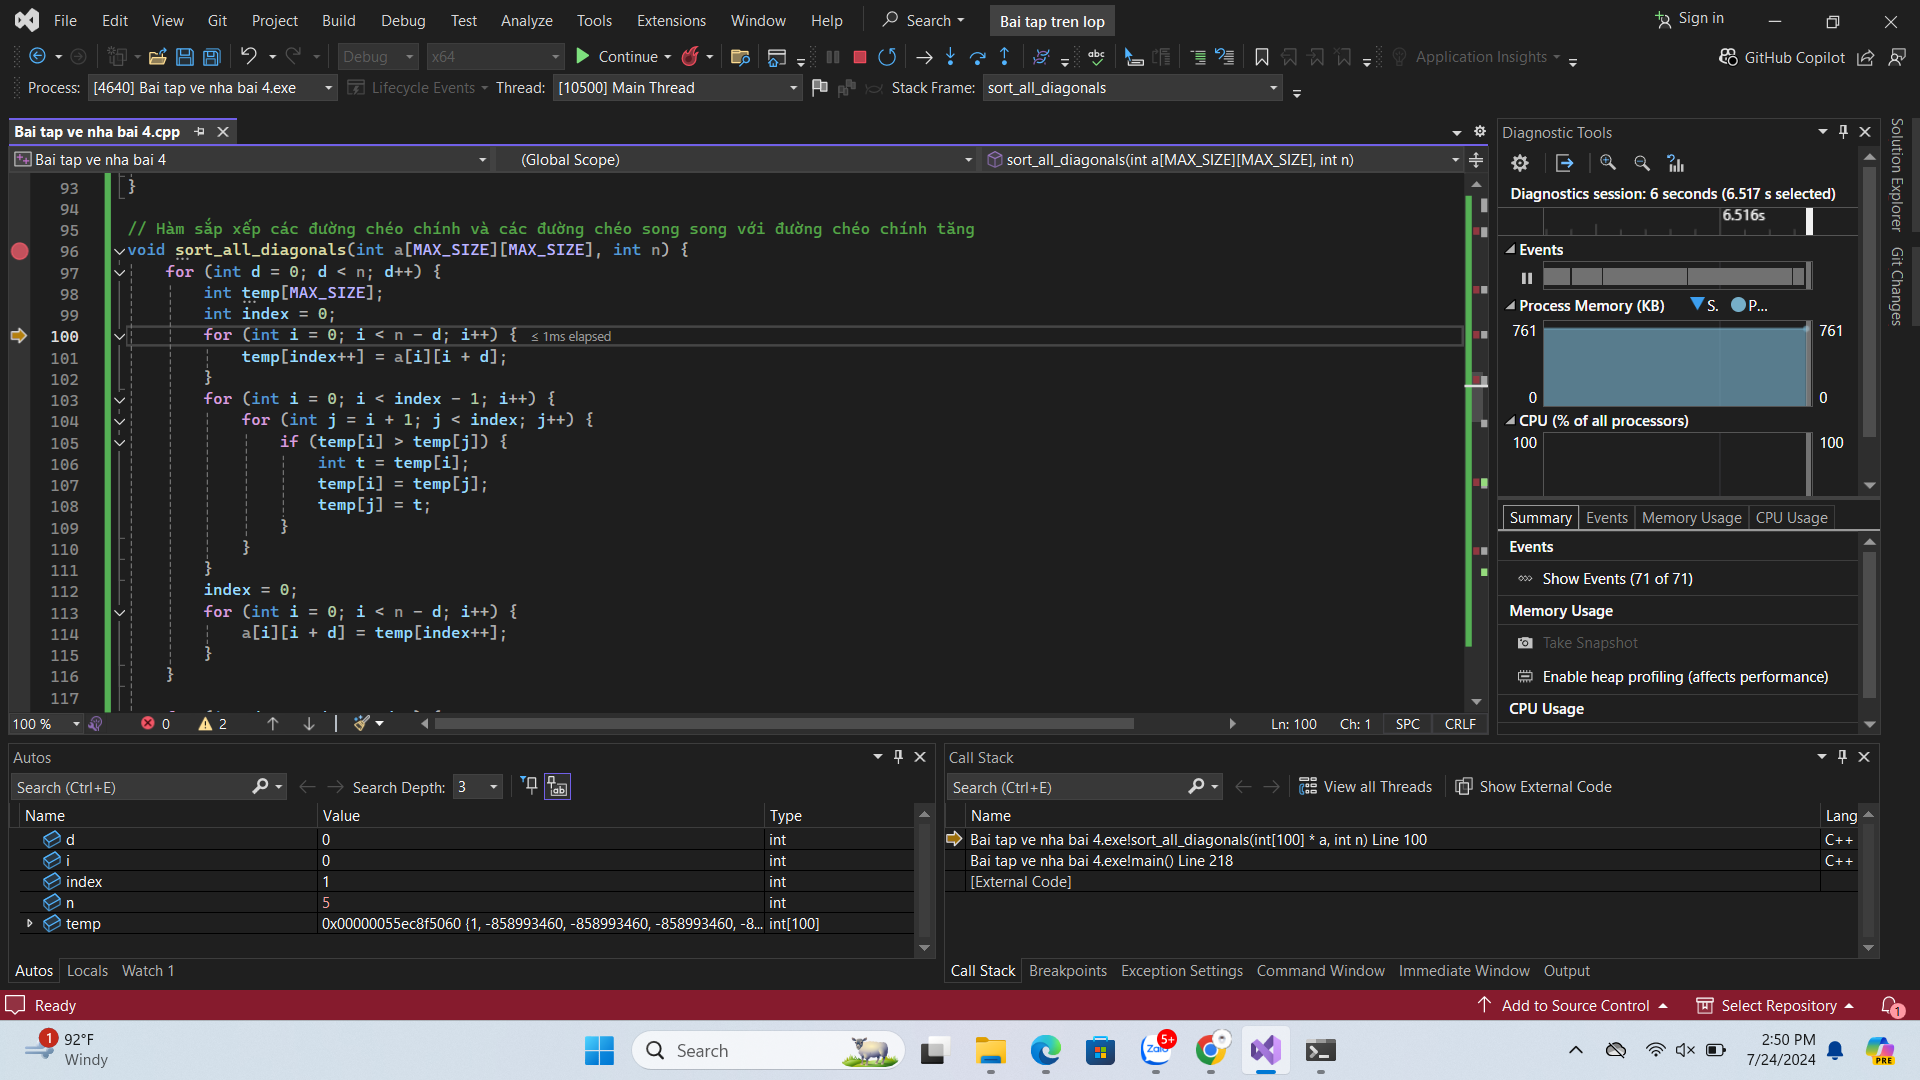 File Edit View Git Project Build Debug Test Analyze Tools Extensions Window Help Search Bai tap tren lop Sign in
Debug x64 Continue Application Insights GitHub Copilot
Process: [4640] Bai tap ve nha bai 4.exe Lifecycle Events Thread: [10500] Main Thread Stack Frame: sort_all_diagonals
Bai tap ve nha bai 4.cpp
Bai tap ve nha bai 4 (Global Scope) sort_all_diagonals(int a[MAX_SIZE][MAX_SIZE], int n)
93 }
94
95 // Hàm sắp xếp các đường chéo chính và các đường chéo song song với đường chéo chính tăng
96 void sort_all_diagonals(int a[MAX_SIZE][MAX_SIZE], int n) {
97 for (int d = 0; d < n; d++) {
98 int temp[MAX_SIZE];
99 int index = 0;
100 for (int i = 0; i < n - d; i++) { ≤ 1ms elapsed
101 temp[index++] = a[i][i + d];
102 }
103 for (int i = 0; i < index - 1; i++) {
104 for (int j = i + 1; j < index; j++) {
105 if (temp[i] > temp[j]) {
106 int t = temp[i];
107 temp[i] = temp[j];
108 temp[j] = t;
109 }
110 }
111 }
112 index = 0;
113 for (int i = 0; i < n - d; i++) {
114 a[i][i + d] = temp[index++];
115 }
116 }
117
100 % 0 2 Ln: 100 Ch: 1 SPC CRLF
Diagnostic Tools
Diagnostics session: 6 seconds (6.517 s selected)
6.516s
Events
Process Memory (KB) S. P...
761 761
0 0
CPU (% of all processors)
100 100
Summary Events Memory Usage CPU Usage
Events
Show Events (71 of 71)
Memory Usage
Take Snapshot
Enable heap profiling (affects performance)
CPU Usage
Solution Explorer
Git Changes
Autos
Search (Ctrl+E) Search Depth: 3
Name Value Type
d 0 int
i 0 int
index 1 int
n 5 int
temp 0x00000055ec8f5060 {1, -858993460, -858993460, -858993460, -8... int[100]
Autos Locals Watch 1
Call Stack
Search (Ctrl+E) View all Threads Show External Code
Name Lang
Bai tap ve nha bai 4.exe!sort_all_diagonals(int[100] * a, int n) Line 100 C++
Bai tap ve nha bai 4.exe!main() Line 218 C++
[External Code]
Call Stack Breakpoints Exception Settings Command Window Immediate Window Output
Ready Add to Source Control Select Repository 1
1 92°F
Windy
Search
Zalo 5+
2:50 PM
7/24/2024
PRE